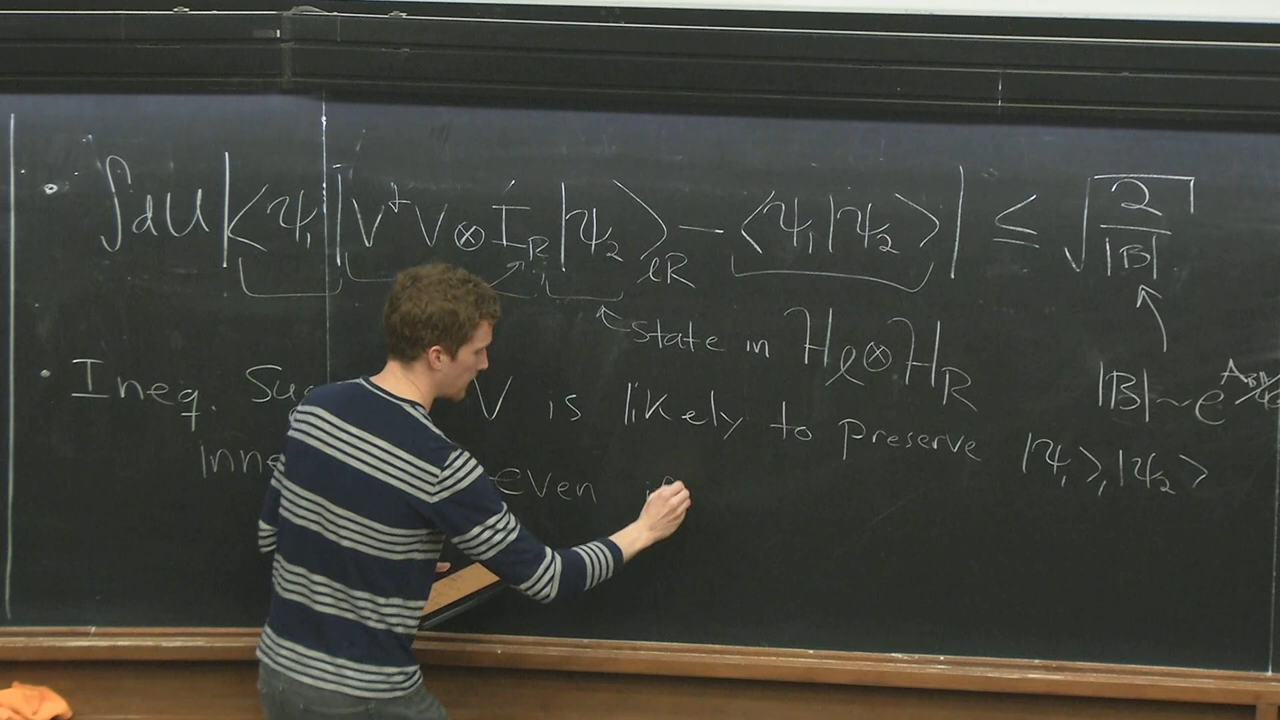 ∫dU |⟨ψ₁| V†V ⊗ I_R |ψ₂⟩_ℓR − ⟨ψ₁|ψ₂⟩| ≤ √(2/|B|)
state in H_ℓ ⊗ H_R
|B| ~ e
• Ineq. V is likely to preserve |ψ₁⟩, |ψ₂⟩
even